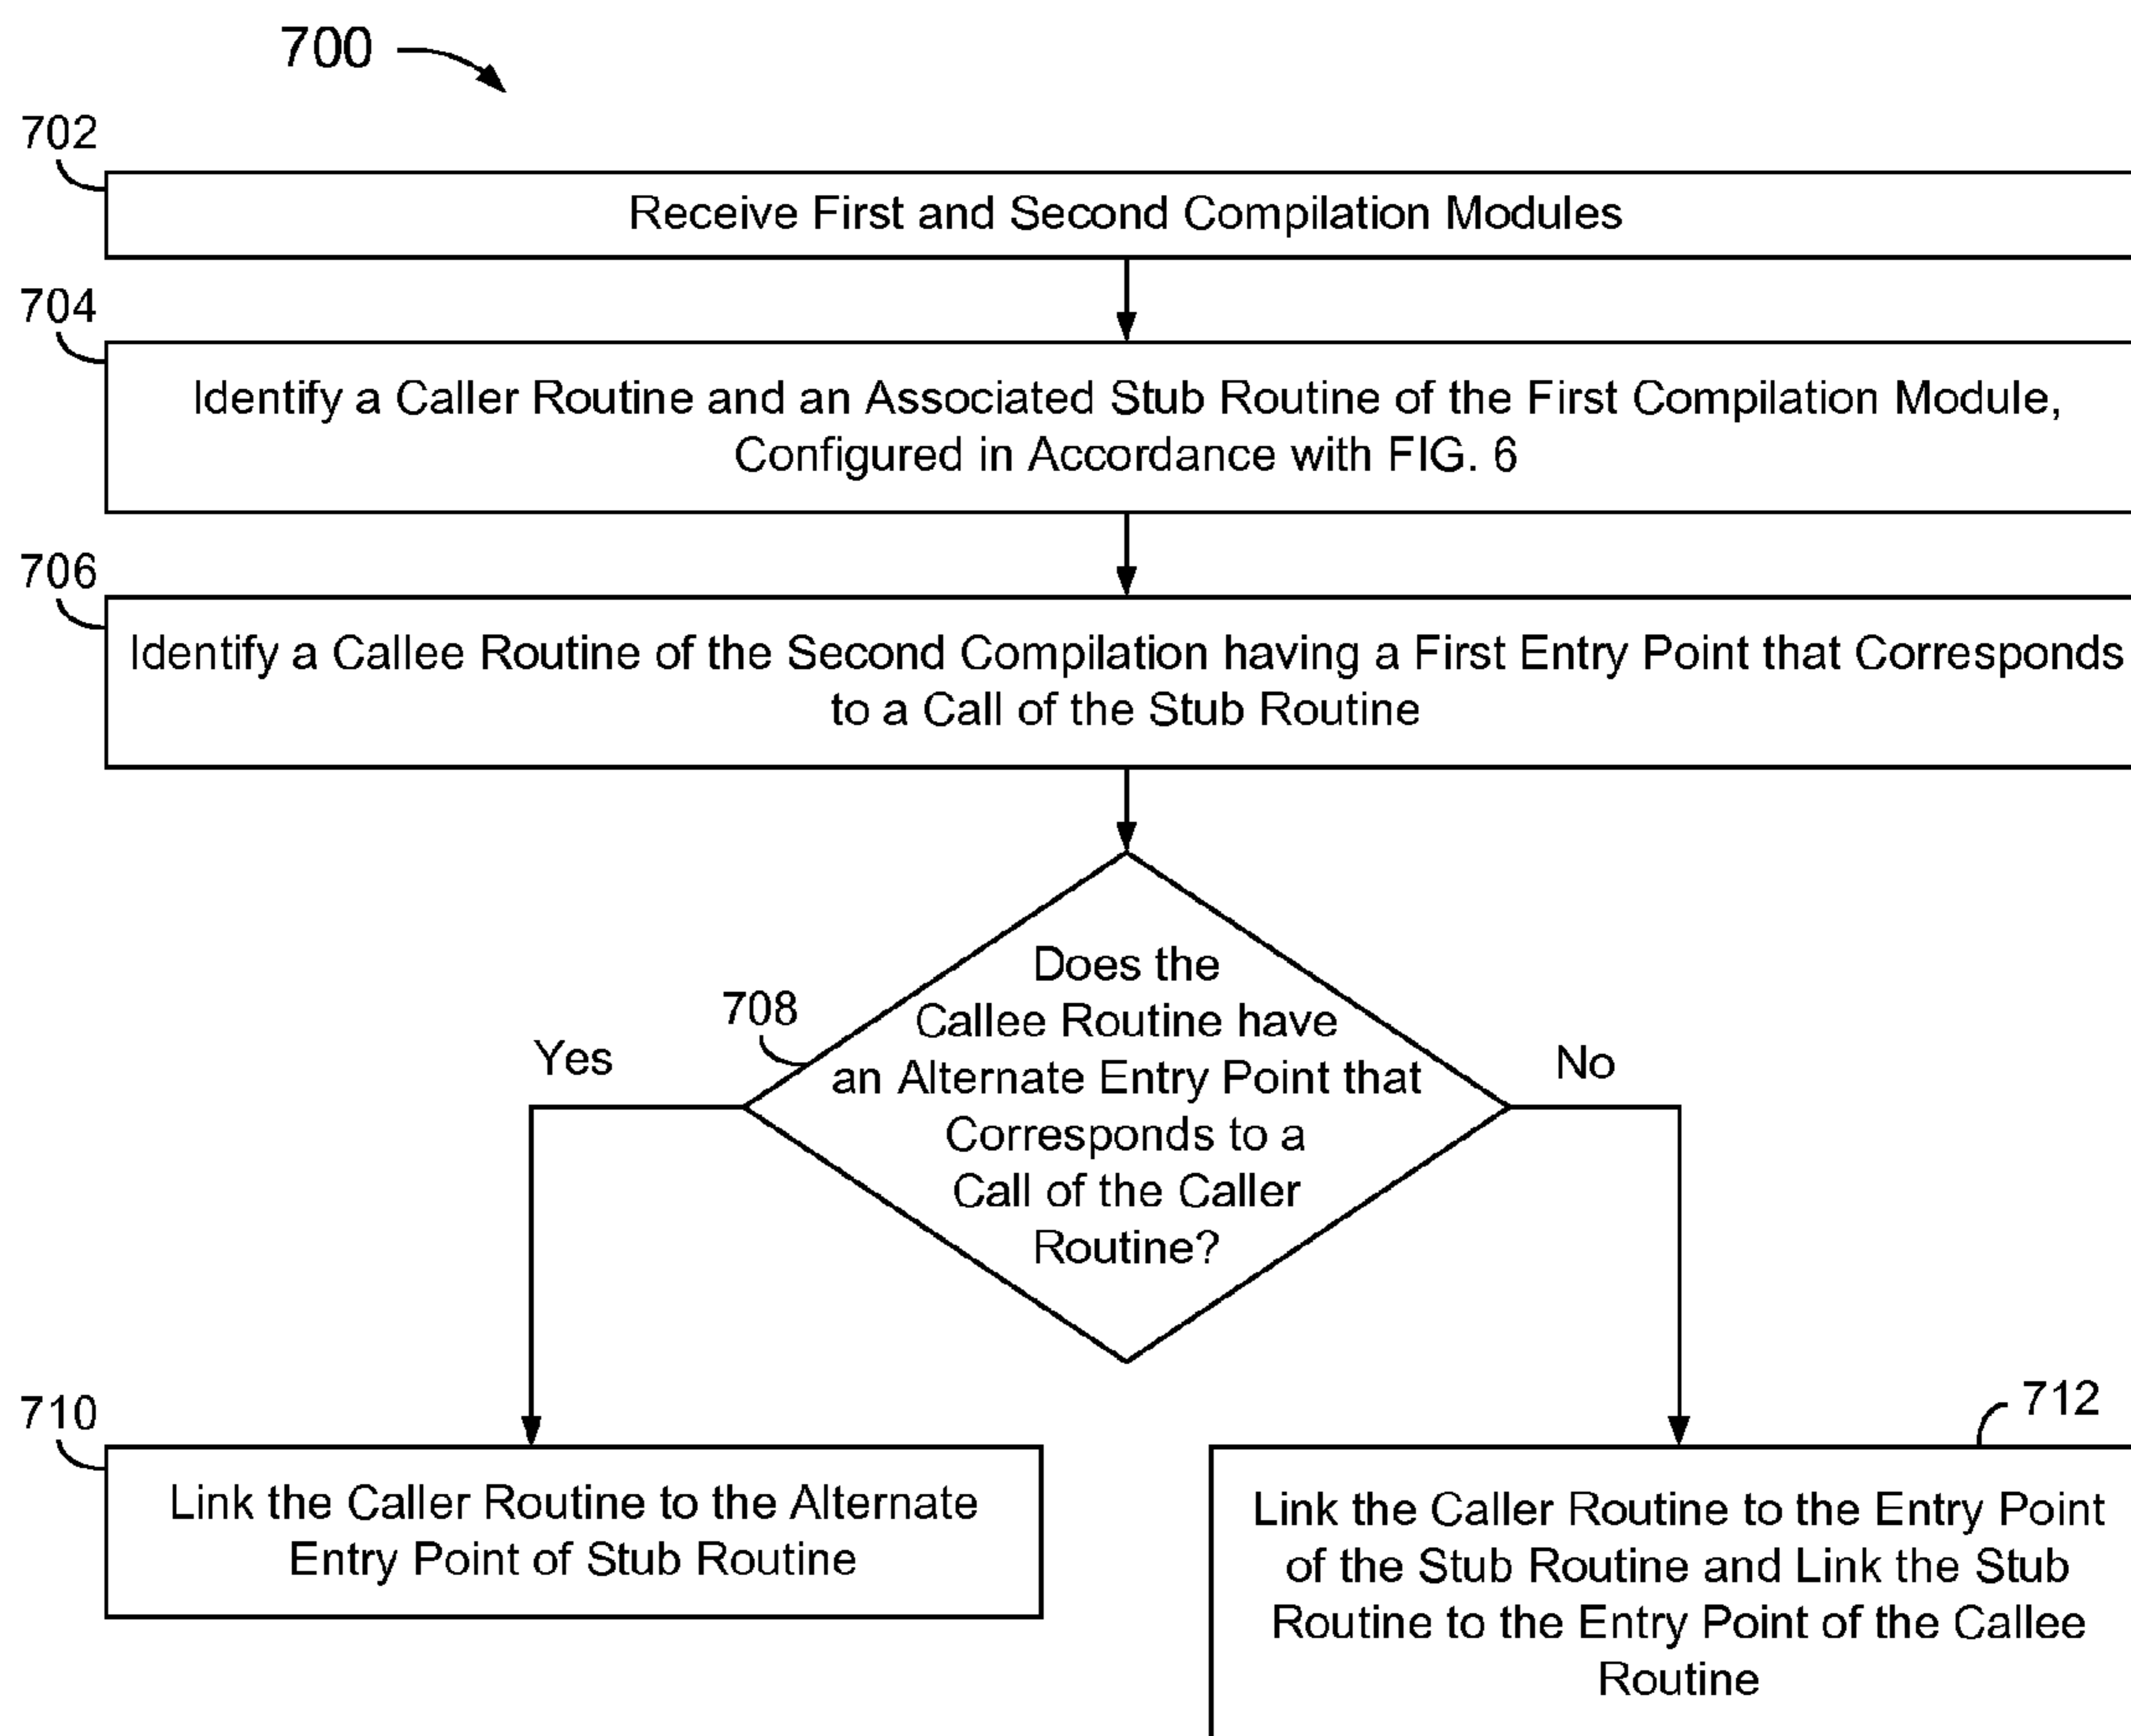 700
702
Receive First and Second Compilation Modules
704
Identify a Caller Routine and an Associated Stub Routine of the First Compilation Module,
Configured in Accordance with FIG. 6
706
Identify a Callee Routine of the Second Compilation having a First Entry Point that Corresponds
to a Call of the Stub Routine
708
Does the
Callee Routine have
an Alternate Entry Point that
Corresponds to a
Call of the Caller
Routine?
Yes
No
710
Link the Caller Routine to the Alternate
Entry Point of Stub Routine
712
Link the Caller Routine to the Entry Point
of the Stub Routine and Link the Stub
Routine to the Entry Point of the Callee
Routine